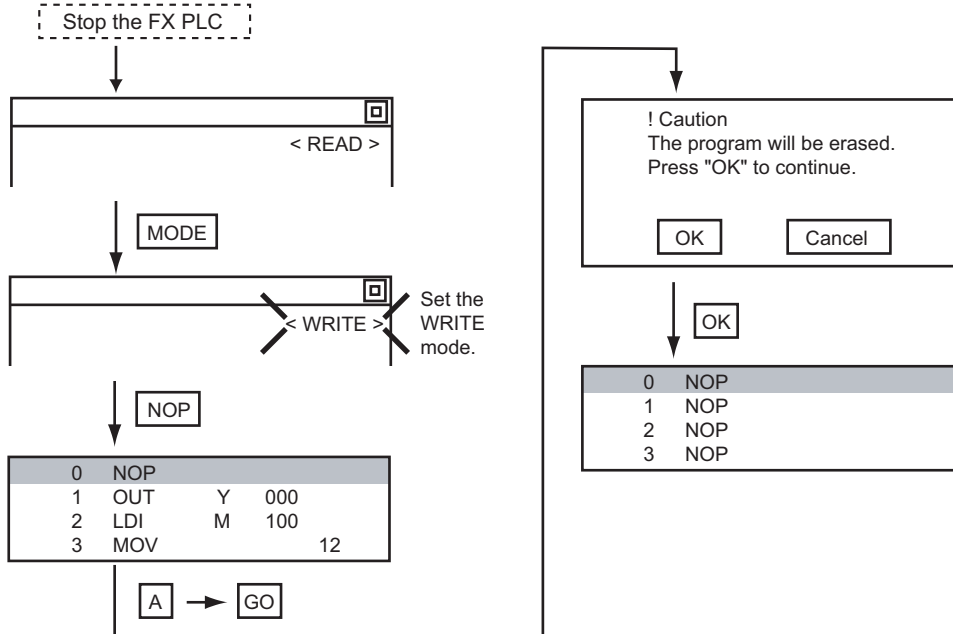 Stop the FX PLC
< READ >
MODE
< WRITE >
Set the
WRITE
mode.
NOP
0 NOP
1 OUT Y 000
2 LDI M 100
3 MOV 12
A GO
! Caution
The program will be erased.
Press "OK" to continue.
OK Cancel
OK
0 NOP
1 NOP
2 NOP
3 NOP